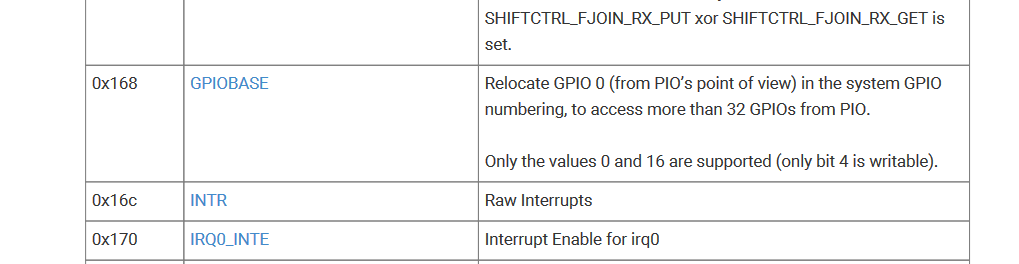 SHIFTCTRL_FJOIN_RX_PUT xor SHIFTCTRL_FJOIN_RX_GET is
set.
0x168 GPIOBASE Relocate GPIO 0 (from PIO’s point of view) in the system GPIO
numbering, to access more than 32 GPIOs from PIO.
Only the values 0 and 16 are supported (only bit 4 is writable).
0x16c INTR Raw Interrupts
0x170 IRQ0_INTE Interrupt Enable for irq0